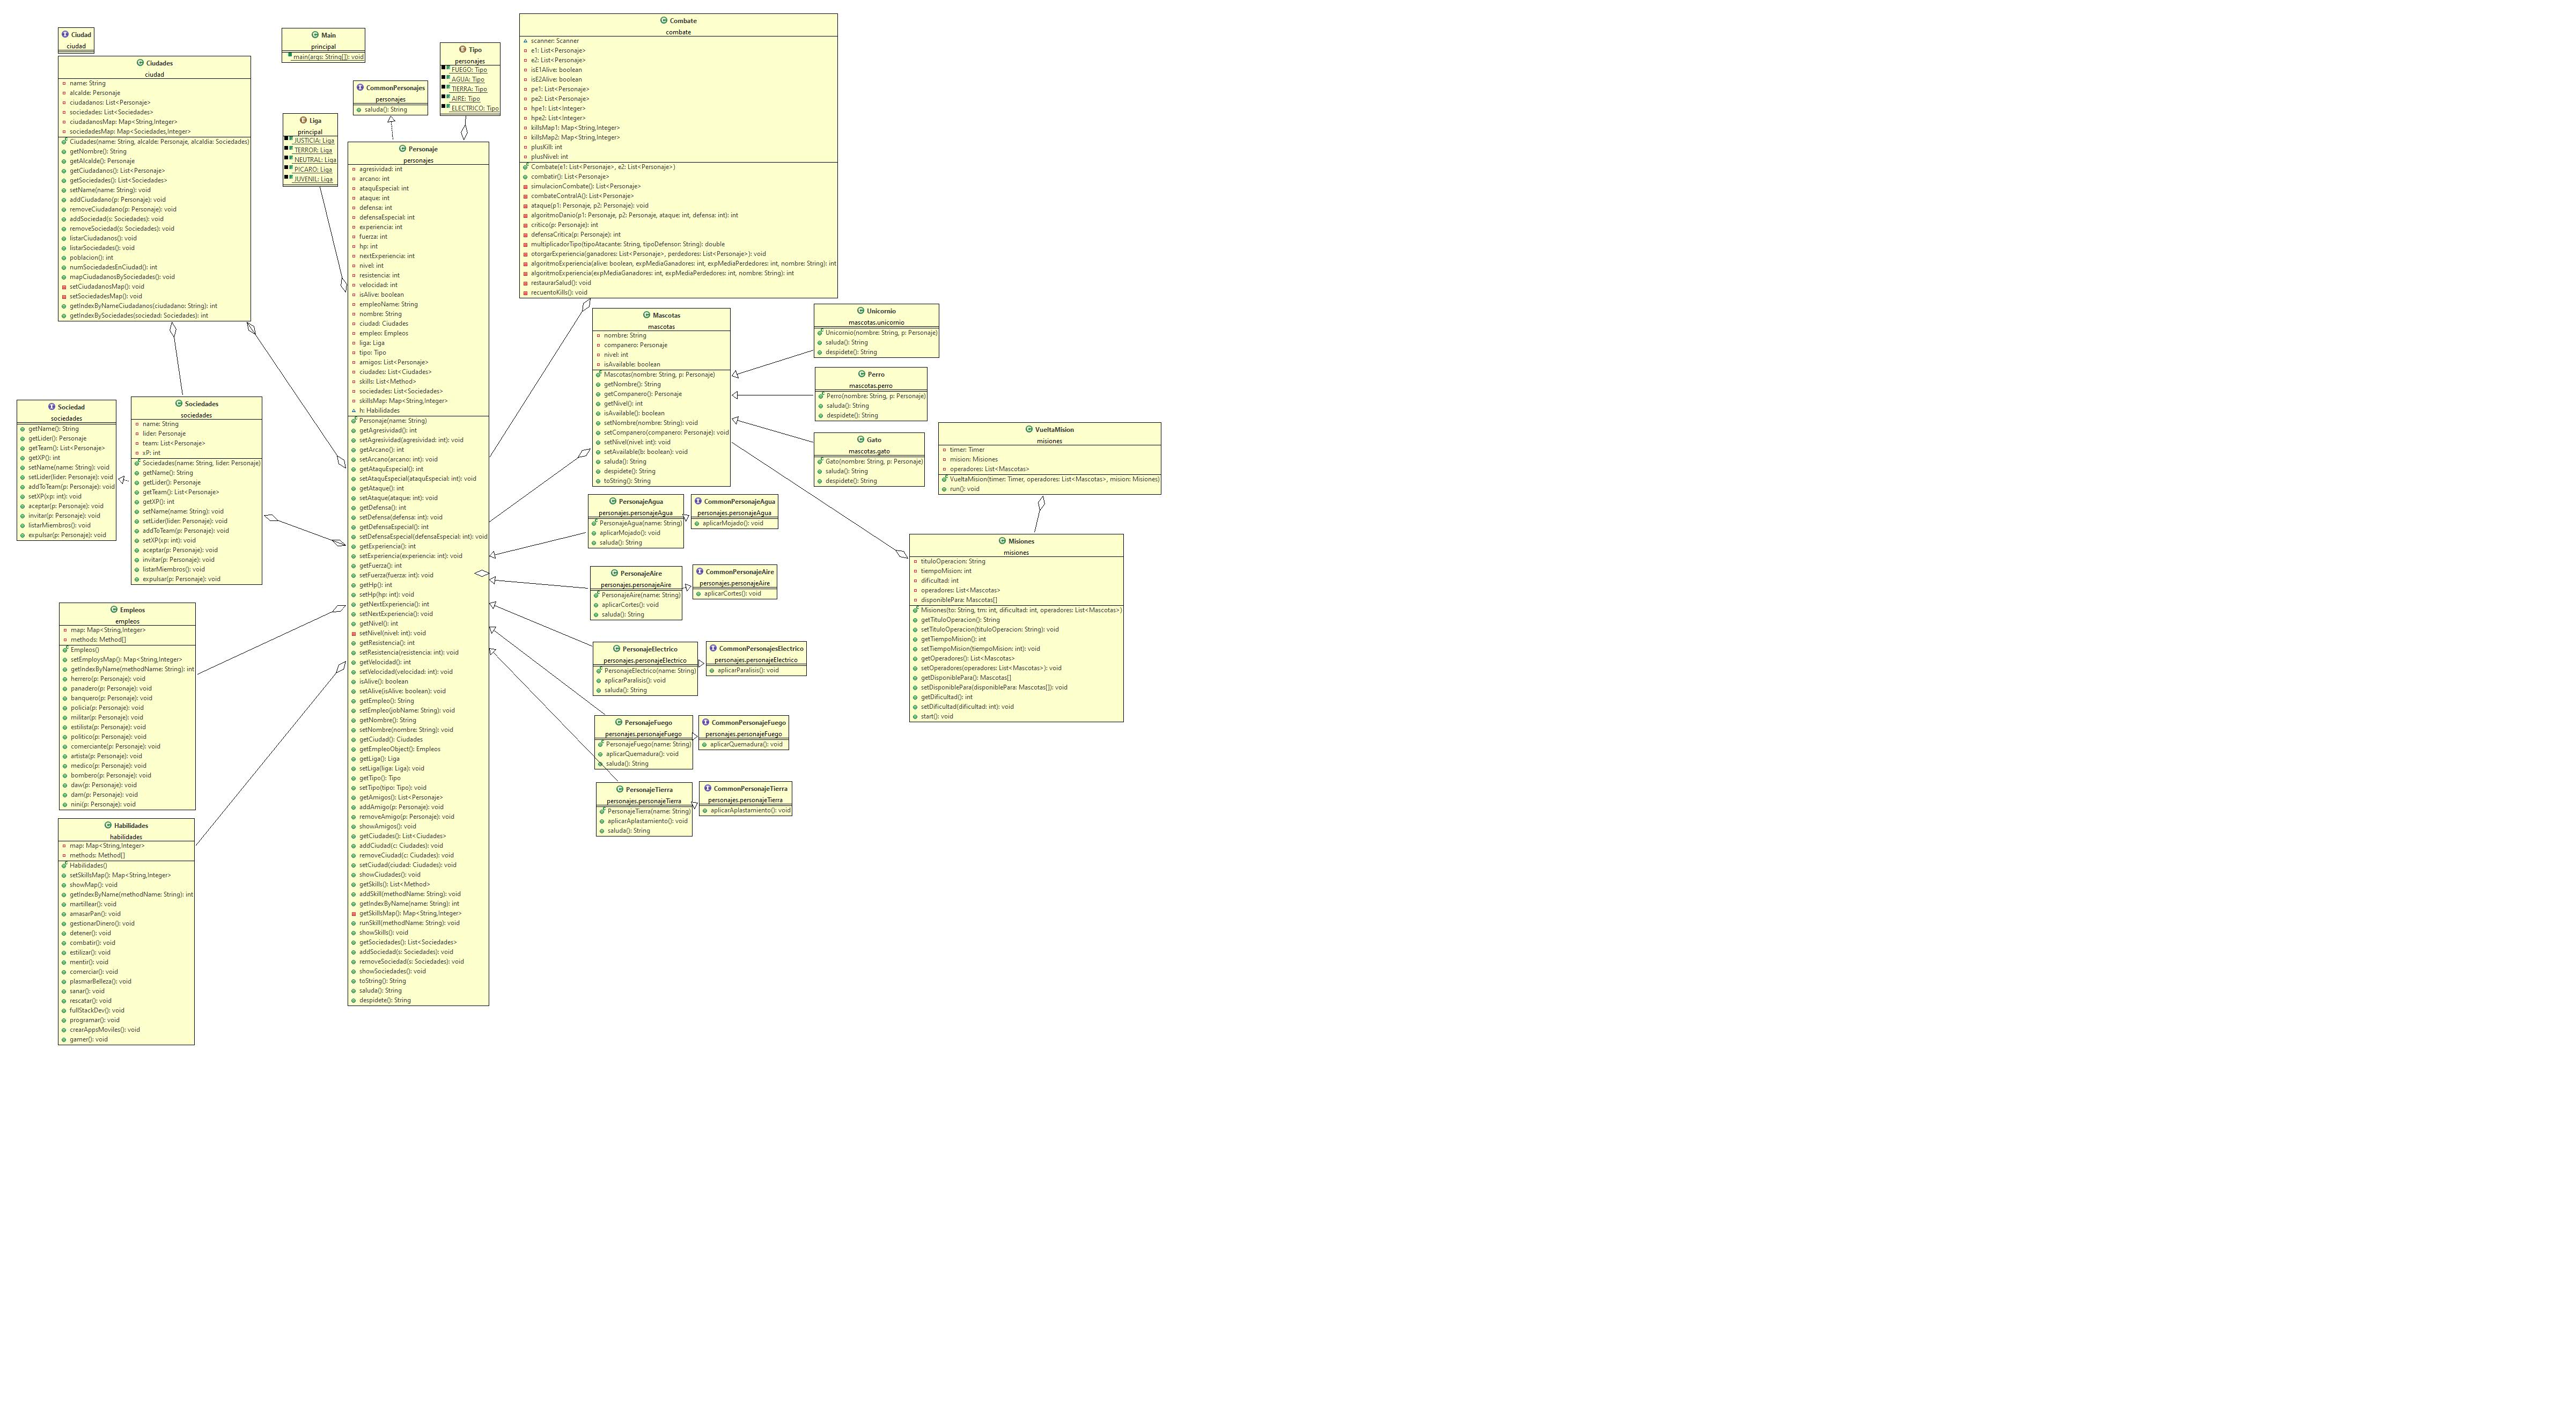 Ciudad
ciudad
Ciudades
ciudad
name: String
alcalde: Personaje
ciudadanos: List<Personaje>
sociedades: List<Sociedades>
ciudadanosMap: Map<String,Integer>
sociedadesMap: Map<Sociedades,Integer>
Ciudades(name: String, alcalde: Personaje, alcaldia: Sociedades)
getNombre(): String
getAlcalde(): Personaje
getCiudadanos(): List<Personaje>
getSociedades(): List<Sociedades>
setName(name: String): void
addCiudadano(p: Personaje): void
removeCiudadano(p: Personaje): void
addSociedad(s: Sociedades): void
removeSociedad(s: Sociedades): void
listarCiudadanos(): void
listarSociedades(): void
poblacion(): int
numSociedadesEnCiudad(): int
mapCiudadanosBySociedades(): void
setCiudadanosMap(): void
setSociedadesMap(): void
getIndexByNameCiudadanos(ciudadano: String): int
getIndexBySociedades(sociedad: Sociedades): int
Main
principal
main(args: String[]): void
Liga
principal
JUSTICIA: Liga
TERROR: Liga
NEUTRAL: Liga
PICARO: Liga
JUVENIL: Liga
CommonPersonajes
personajes
saluda(): String
Tipo
personajes
FUEGO: Tipo
AGUA: Tipo
TIERRA: Tipo
AIRE: Tipo
ELECTRICO: Tipo
Combate
combate
scanner: Scanner
e1: List<Personaje>
e2: List<Personaje>
isE1Alive: boolean
isE2Alive: boolean
pe1: List<Personaje>
pe2: List<Personaje>
hpe1: List<Integer>
hpe2: List<Integer>
killsMap1: Map<String,Integer>
killsMap2: Map<String,Integer>
plusKill: int
plusNivel: int
Combate(e1: List<Personaje>, e2: List<Personaje>)
combatir(): List<Personaje>
simulacionCombate(): List<Personaje>
combateContraIA(): List<Personaje>
ataque(p1: Personaje, p2: Personaje): void
algoritmoDanio(p1: Personaje, p2: Personaje, ataque: int, defensa: int): int
critico(p: Personaje): int
defensaCritica(p: Personaje): int
multiplicadorTipo(tipoAtacante: String, tipoDefensor: String): double
otorgarExperiencia(ganadores: List<Personaje>, perdedores: List<Personaje>): void
algoritmoExperiencia(alive: boolean, expMediaGanadores: int, expMediaPerdedores: int, nombre: String): int
algoritmoExperiencia(expMediaGanadores: int, expMediaPerdedores: int, nombre: String): int
restaurarSalud(): void
recuentoKills(): void
Personaje
personajes
agresividad: int
arcano: int
ataquEspecial: int
ataque: int
defensa: int
defensaEspecial: int
experiencia: int
fuerza: int
hp: int
nextExperiencia: int
nivel: int
resistencia: int
velocidad: int
isAlive: boolean
empleoName: String
nombre: String
ciudad: Ciudades
empleo: Empleos
liga: Liga
tipo: Tipo
amigos: List<Personaje>
ciudades: List<Ciudades>
skills: List<Method>
sociedades: List<Sociedades>
skillsMap: Map<String,Integer>
h: Habilidades
Personaje(name: String)
getAgresividad(): int
setAgresividad(agresividad: int): void
getArcano(): int
setArcano(arcano: int): void
getAtaquEspecial(): int
setAtaquEspecial(ataquEspecial: int): void
getAtaque(): int
setAtaque(ataque: int): void
getDefensa(): int
setDefensa(defensa: int): void
getDefensaEspecial(): int
setDefensaEspecial(defensaEspecial: int): void
getExperiencia(): int
setExperiencia(experiencia: int): void
getFuerza(): int
setFuerza(fuerza: int): void
getHp(): int
setHp(hp: int): void
getNextExperiencia(): int
setNextExperiencia(): void
getNivel(): int
setNivel(nivel: int): void
getResistencia(): int
setResistencia(resistencia: int): void
getVelocidad(): int
setVelocidad(velocidad: int): void
isAlive(): boolean
setAlive(isAlive: boolean): void
getEmpleo(): String
setEmpleo(jobName: String): void
getNombre(): String
setNombre(nombre: String): void
getCiudad(): Ciudades
getEmpleoObject(): Empleos
getLiga(): Liga
setLiga(liga: Liga): void
getTipo(): Tipo
setTipo(tipo: Tipo): void
getAmigos(): List<Personaje>
addAmigo(p: Personaje): void
removeAmigo(p: Personaje): void
showAmigos(): void
getCiudades(): List<Ciudades>
addCiudad(c: Ciudades): void
removeCiudad(c: Ciudades): void
setCiudad(ciudad: Ciudades): void
showCiudades(): void
getSkills(): List<Method>
addSkill(methodName: String): void
getIndexByName(name: String): int
getSkillsMap(): Map<String,Integer>
runSkill(methodName: String): void
showSkills(): void
getSociedades(): List<Sociedades>
addSociedad(s: Sociedades): void
removeSociedad(s: Sociedades): void
showSociedades(): void
toString(): String
saluda(): String
despidete(): String
Sociedad
sociedades
getName(): String
getLider(): Personaje
getTeam(): List<Personaje>
getXP(): int
setName(name: String): void
setLider(lider: Personaje): void
addToTeam(p: Personaje): void
setXP(xp: int): void
aceptar(p: Personaje): void
invitar(p: Personaje): void
listarMiembros(): void
expulsar(p: Personaje): void
Sociedades
sociedades
name: String
lider: Personaje
team: List<Personaje>
xP: int
Sociedades(name: String, lider: Personaje)
getName(): String
getLider(): Personaje
getTeam(): List<Personaje>
getXP(): int
setName(name: String): void
setLider(lider: Personaje): void
addToTeam(p: Personaje): void
setXP(xp: int): void
aceptar(p: Personaje): void
invitar(p: Personaje): void
listarMiembros(): void
expulsar(p: Personaje): void
Empleos
empleos
map: Map<String,Integer>
methods: Method[]
Empleos()
setEmploysMap(): Map<String,Integer>
getIndexByName(methodName: String): int
herrero(p: Personaje): void
panadero(p: Personaje): void
banquero(p: Personaje): void
policia(p: Personaje): void
militar(p: Personaje): void
estilista(p: Personaje): void
politico(p: Personaje): void
comerciante(p: Personaje): void
artista(p: Personaje): void
medico(p: Personaje): void
bombero(p: Personaje): void
daw(p: Personaje): void
dam(p: Personaje): void
nini(p: Personaje): void
Habilidades
habilidades
map: Map<String,Integer>
methods: Method[]
Habilidades()
setSkillsMap(): Map<String,Integer>
showMap(): void
getIndexByName(methodName: String): int
martillear(): void
amasarPan(): void
gestionarDinero(): void
detener(): void
combatir(): void
estilizar(): void
mentir(): void
comerciar(): void
plasmarBelleza(): void
sanar(): void
rescatar(): void
fullStackDev(): void
programar(): void
crearAppsMoviles(): void
gamer(): void
Mascotas
mascotas
nombre: String
companero: Personaje
nivel: int
isAvailable: boolean
Mascotas(nombre: String, p: Personaje)
getNombre(): String
getCompanero(): Personaje
getNivel(): int
isAvailable(): boolean
setNombre(nombre: String): void
setCompanero(companero: Personaje): void
setNivel(nivel: int): void
setAvailable(b: boolean): void
saluda(): String
despidete(): String
toString(): String
Unicornio
mascotas.unicornio
Unicornio(nombre: String, p: Personaje)
saluda(): String
despidete(): String
Perro
mascotas.perro
Perro(nombre: String, p: Personaje)
saluda(): String
despidete(): String
Gato
mascotas.gato
Gato(nombre: String, p: Personaje)
saluda(): String
despidete(): String
VueltaMision
misiones
timer: Timer
mision: Misiones
operadores: List<Mascotas>
VueltaMision(timer: Timer, operadores: List<Mascotas>, mision: Misiones)
run(): void
Misiones
misiones
tituloOperacion: String
tiempoMision: int
dificultad: int
operadores: List<Mascotas>
disponiblePara: Mascotas[]
Misiones(to: String, tm: int, dificultad: int, operadores: List<Mascotas>)
getTituloOperacion(): String
setTituloOperacion(tituloOperacion: String): void
getTiempoMision(): int
setTiempoMision(tiempoMision: int): void
getOperadores(): List<Mascotas>
setOperadores(operadores: List<Mascotas>): void
getDisponiblePara(): Mascotas[]
setDisponiblePara(disponiblePara: Mascotas[]): void
getDificultad(): int
setDificultad(dificultad: int): void
start(): void
PersonajeAgua
personajes.personajeAgua
PersonajeAgua(name: String)
aplicarMojado(): void
saluda(): String
CommonPersonajeAgua
personajes.personajeAgua
aplicarMojado(): void
PersonajeAire
personajes.personajeAire
PersonajeAire(name: String)
aplicarCortes(): void
saluda(): String
CommonPersonajeAire
personajes.personajeAire
aplicarCortes(): void
PersonajeElectrico
personajes.personajeElectrico
PersonajeElectrico(name: String)
aplicarParalisis(): void
saluda(): String
CommonPersonajesElectrico
personajes.personajeElectrico
aplicarParalisis(): void
PersonajeFuego
personajes.personajeFuego
PersonajeFuego(name: String)
aplicarQuemadura(): void
saluda(): String
CommonPersonajeFuego
personajes.personajeFuego
aplicarQuemadura(): void
PersonajeTierra
personajes.personajeTierra
PersonajeTierra(name: String)
aplicarAplastamiento(): void
saluda(): String
CommonPersonajeTierra
personajes.personajeTierra
aplicarAplastamiento(): void